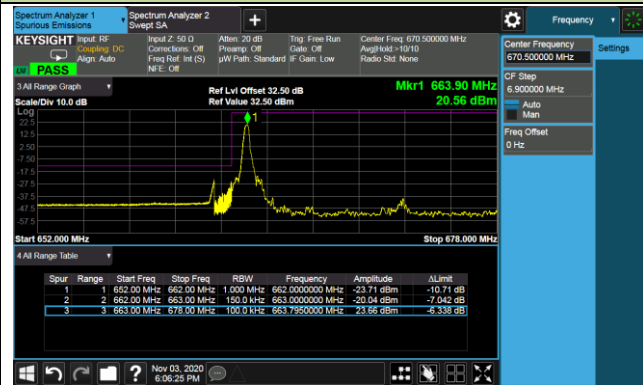 Spectrum Analyzer 1
Spurious Emissions
Spectrum Analyzer 2
Swept SA
Frequency
KEYSIGHT
Input: RF
Coupling: DC
Align: Auto
Input Z: 50 Ω
Corrections: Off
Freq Ref: Int (S)
NFE: Off
Atten: 20 dB
Preamp: Off
µW Path: Standard
Trig: Free Run
Gate: Off
IF Gain: Low
Center Freq: 670.500000 MHz
Avg|Hold:>10/10
Radio Std: None
PASS
Center Frequency
670.500000 MHz
Settings
CF Step
6.900000 MHz
Auto
Man
Freq Offset
0 Hz
3 All Range Graph
Scale/Div 10.0 dB
Ref Lvl Offset 32.50 dB
Ref Value 32.50 dBm
Mkr1 663.90 MHz
20.56 dBm
Log
22.5
12.5
2.50
-7.50
-17.5
-27.5
-37.5
-47.5
-57.5
1
Start 652.000 MHz
Stop 678.000 MHz
4 All Range Table
Spur Range Start Freq Stop Freq RBW Frequency Amplitude ΔLimit
1 1 652.00 MHz 662.00 MHz 1.000 MHz 662.0000000 MHz -23.71 dBm -10.71 dB
2 2 662.00 MHz 663.00 MHz 150.0 kHz 663.0000000 MHz -20.04 dBm -7.042 dB
3 3 663.00 MHz 678.00 MHz 100.0 kHz 663.7950000 MHz 23.66 dBm -6.338 dB
Nov 03, 2020
6:06:25 PM